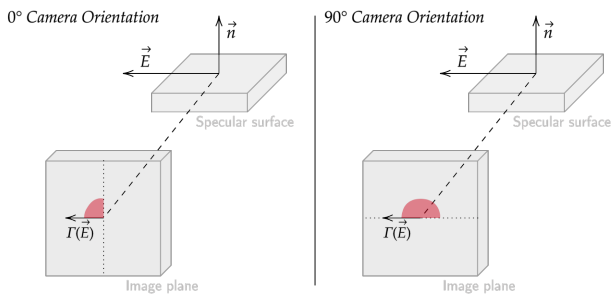 0° Camera Orientation
n⃗
E⃗
Specular surface
Γ(E⃗)
Image plane
90° Camera Orientation
n⃗
E⃗
Specular surface
Γ(E⃗)
Image plane